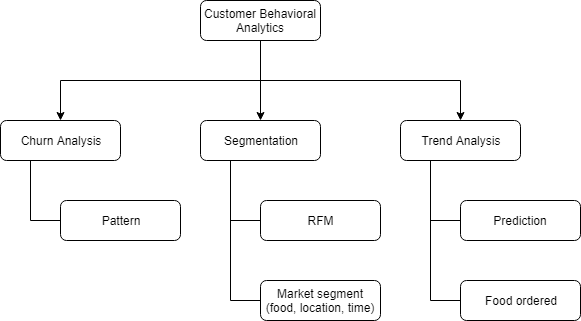 Customer Behavioral
Analytics
Churn Analysis
Segmentation
Trend Analysis
Pattern
RFM
Prediction
Market segment
(food, location, time)
Food ordered